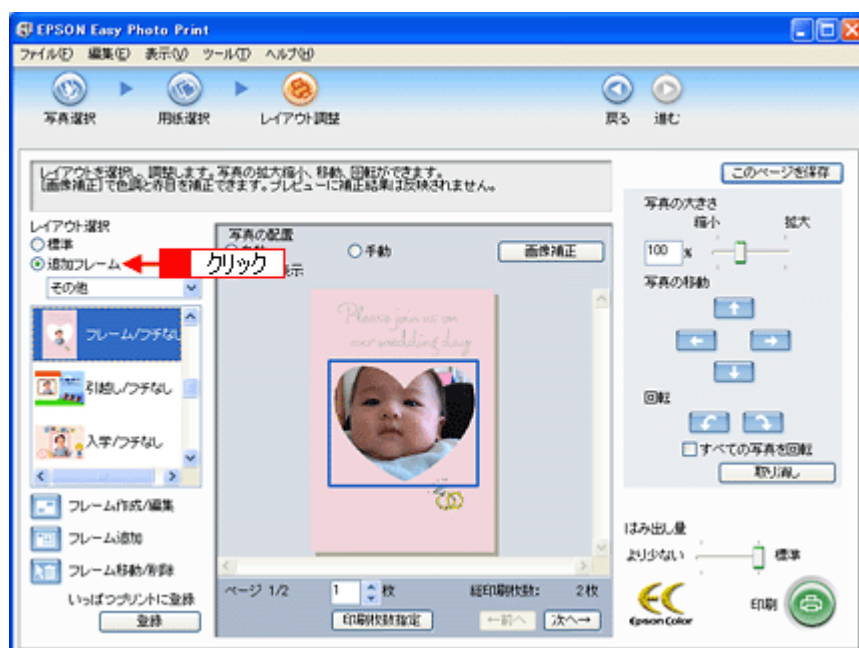 EPSON Easy Photo Print
ファイル(F) 編集(E) 表示(V) ツール(T) ヘルプ(H)
写真選択 用紙選択 レイアウト調整 戻る 進む
レイアウトを選択し、調整します。写真の拡大縮小、移動、回転ができます。
[画像補正]で色調と赤目を補正できます。プレビューに補正結果は反映されません。
このページを保存
レイアウト選択
標準
追加フレーム
クリック
その他
フレーム/フチなし
引越し/フチなし
入学/フチなし
フレーム作成/編集
フレーム追加
フレーム移動/削除
いっぱつプリントに登録
登録
写真の配置
手動
画像補正
表示
Please join us on
our wedding day
ページ 1/2
1 枚
総印刷枚数: 2枚
印刷枚数指定
←前へ 次へ→
写真の大きさ
縮小 拡大
100 %
写真の移動
回転
すべての写真を回転
取り消し
はみ出し量
より少ない 標準
Epson Color
印刷